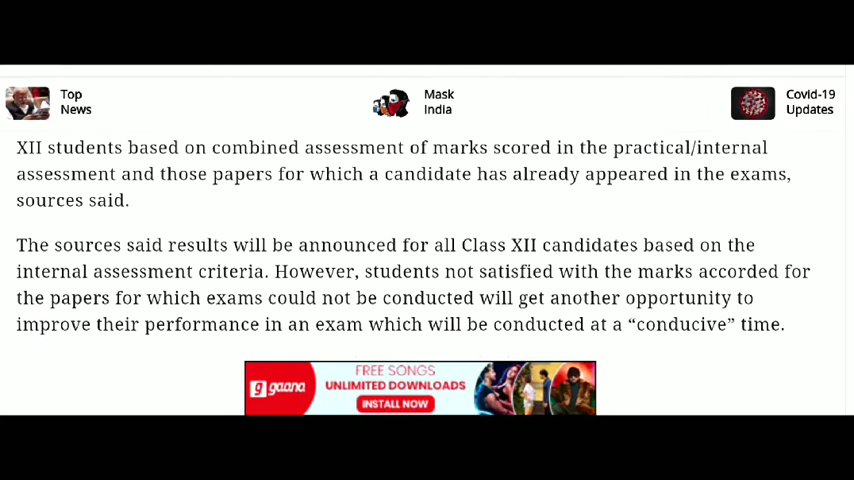 Top
News
Mask
India
Covid-19
Updates
XII students based on combined assessment of marks scored in the practical/internal
assessment and those papers for which a candidate has already appeared in the exams,
sources said.
The sources said results will be announced for all Class XII candidates based on the
internal assessment criteria. However, students not satisfied with the marks accorded for
the papers for which exams could not be conducted will get another opportunity to
improve their performance in an exam which will be conducted at a “conducive” time.
g gaana
FREE SONGS
UNLIMITED DOWNLOADS
INSTALL NOW